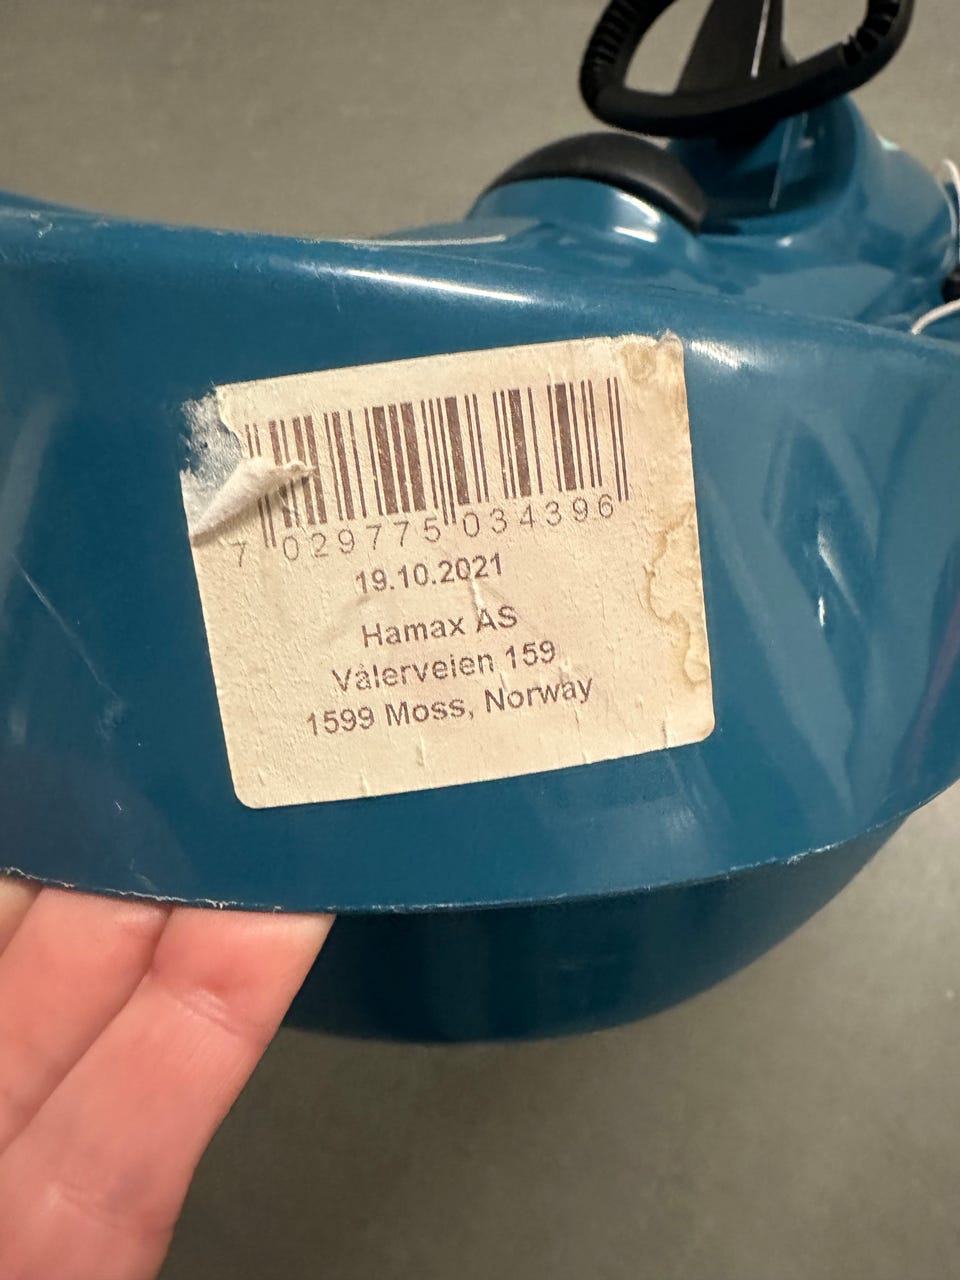 7 029775 034396
19.10.2021
Hamax AS
Vålerveien 159
1599 Moss, Norway